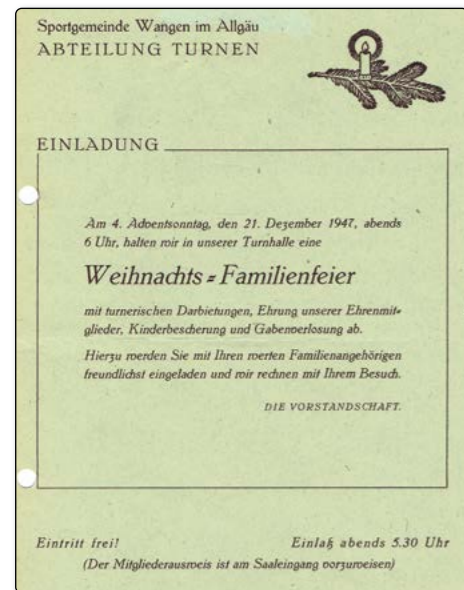 Sportgemeinde Wangen im Allgäu
ABTEILUNG TURNEN
EINLADUNG
Am 4. Adventsonntag, den 21. Dezember 1947, abends
6 Uhr, halten wir in unserer Turnhalle eine
Weihnachts=Familienfeier
mit turnerischen Darbietungen, Ehrung unserer Ehrenmit=
glieder, Kinderbescherung und Gabenverlosung ab.
Hierzu werden Sie mit Ihren werten Familienangehörigen
freundlichst eingeladen und wir rechnen mit Ihrem Besuch.
DIE VORSTANDSCHAFT.
Eintritt frei! Einlaß abends 5.30 Uhr
(Der Mitgliederausweis ist am Saaleingang vorzuweisen)